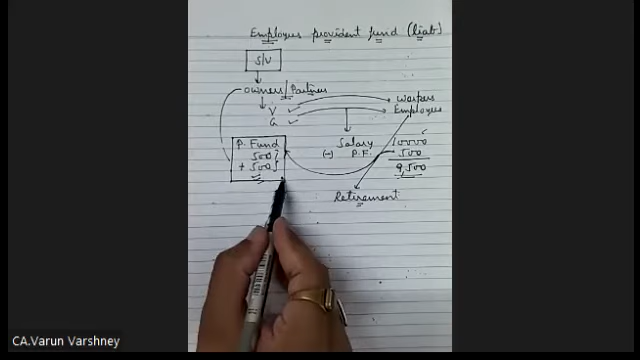 Employees provident fund (liab)
S/V
owners/Partners
V
G
workers
Employees
P. Fund
500
+ 500
Salary 10000
(-) P.F. 500
9,500
Retirement
CA.Varun Varshney